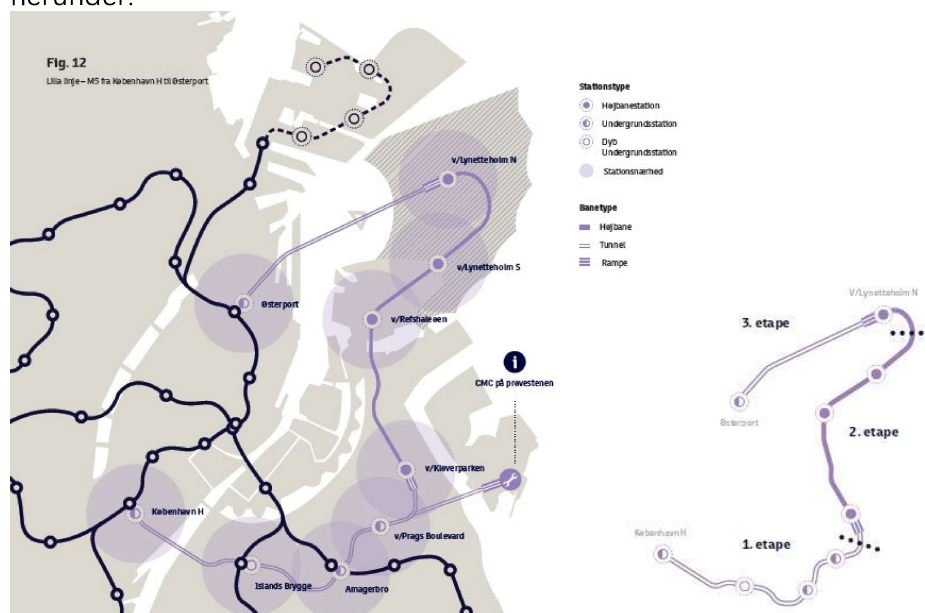 herunder:
Fig. 12
Lilla linje – M5 fra København H til Østerport
v/Lynetteholm N
v/Lynetteholm S
Østerport
v/Refshaleøen
CMC på prøvestenen
v/Kløverparken
København H
v/Prags Boulevard
Islands Brygge
Amagerbro
Stationstype
Højbanestation
Undergrundsstation
Dyb
Undergrundsstation
Stationsnærhed
Banetype
Højbane
Tunnel
Rampe
V/Lynetteholm N
3. etape
Østerport
2. etape
København H
1. etape